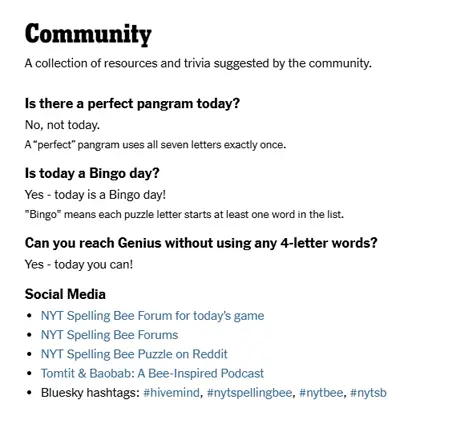 Community
A collection of resources and trivia suggested by the community.
Is there a perfect pangram today?
No, not today.
A "perfect" pangram uses all seven letters exactly once.
Is today a Bingo day?
Yes - today is a Bingo day!
"Bingo" means each puzzle letter starts at least one word in the list.
Can you reach Genius without using any 4-letter words?
Yes - today you can!
Social Media
• NYT Spelling Bee Forum for today's game
• NYT Spelling Bee Forums
• NYT Spelling Bee Puzzle on Reddit
• Tomtit & Baobab: A Bee-Inspired Podcast
• Bluesky hashtags: #hivemind, #nytspellingbee, #nytbee, #nytsb